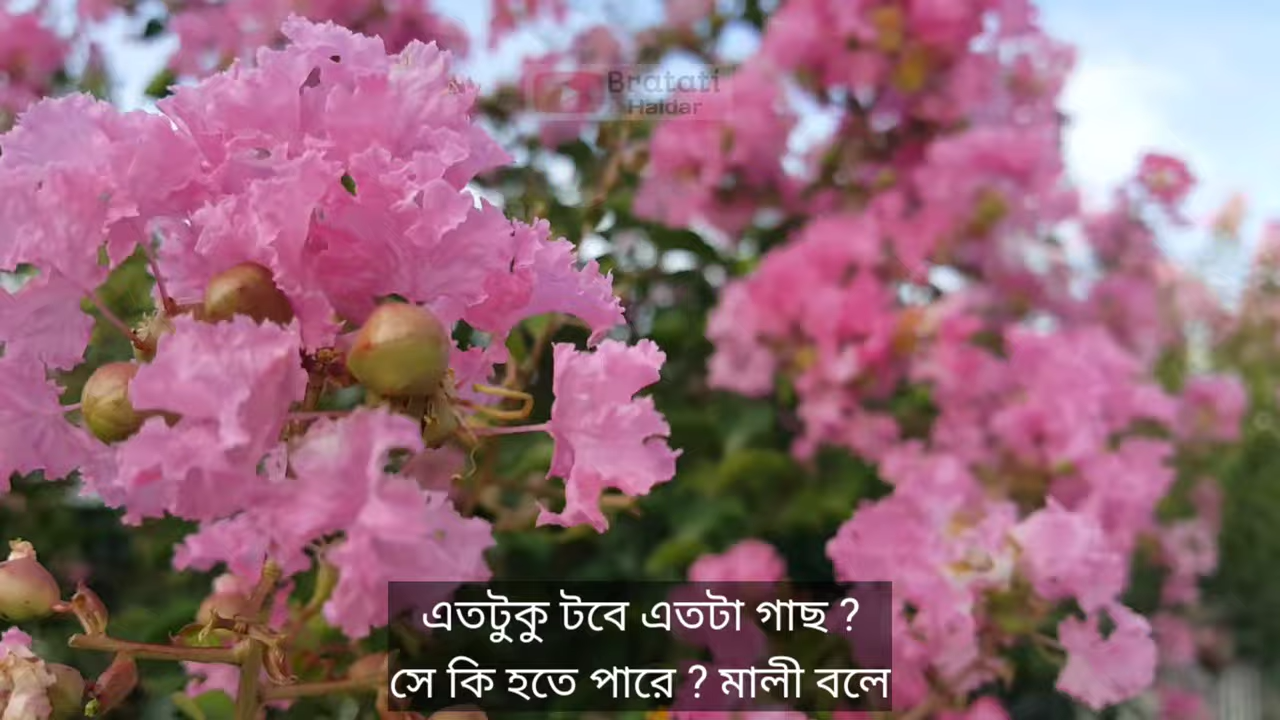 Bratati
Haldar
এতটুকু টবে এতটা গাছ ?
সে কি হতে পারে ? মালী বলে